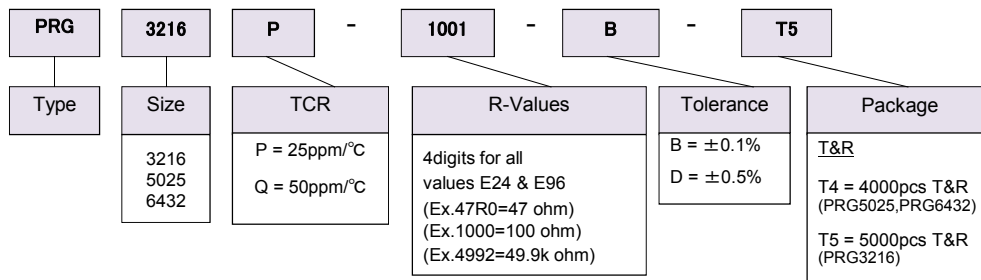 PRG 3216 P - 1001 - B - T5
Type
Size
3216
5025
6432
TCR
P = 25ppm/℃
Q = 50ppm/℃
R-Values
4digits for all
values E24 & E96
(Ex.47R0=47 ohm)
(Ex.1000=100 ohm)
(Ex.4992=49.9k ohm)
Tolerance
B = ±0.1%
D = ±0.5%
Package
T&R
T4 = 4000pcs T&R
(PRG5025,PRG6432)
T5 = 5000pcs T&R
(PRG3216)